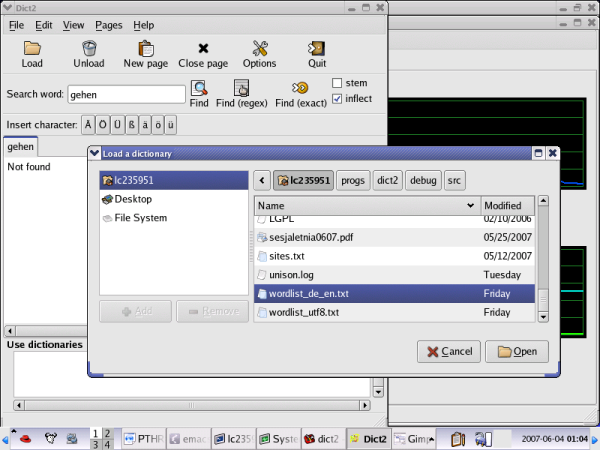 Dict2
File Edit View Pages Help
Load Unload New page Close page Options Quit
Search word: gehen Find Find (regex) Find (exact) stem
inflect
Insert character: Ä Ö Ü ß ä ö ü
gehen
Not found
Load a dictionary
lc235951
Desktop
File System
Add Remove
lc235951 progs dict2 debug src
Name Modified
LGPL 02/10/2006
sesjaletnia0607.pdf 05/25/2007
sites.txt 05/12/2007
unison.log Tuesday
wordlist_de_en.txt Friday
wordlist_utf8.txt Friday
Cancel Open
Use dictionaries
1 2
3 4
PTHR emac lc235 Syste dict2 Dict2 Gimp 2007-06-04 01:04